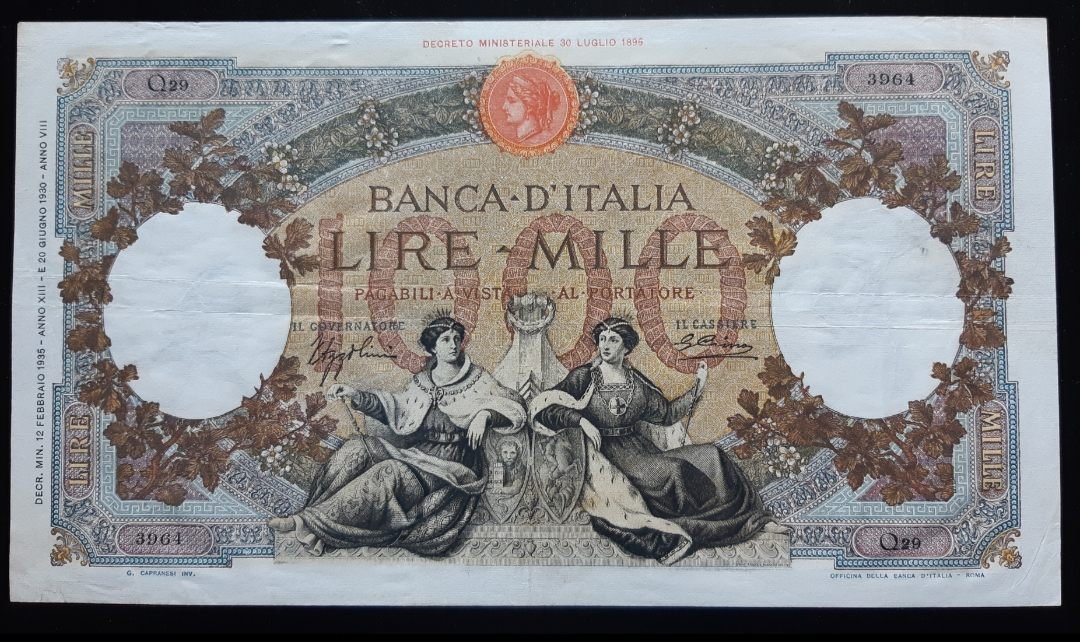 DECRETO MINISTERIALE 30 LUGLIO 1896
Q29
3964
MILLE
LIRE
DECR. MIN. 12 FEBBRAIO 1935 - ANNO XIII - E 20 GIUGNO 1930 - ANNO VIII
BANCA·D'ITALIA
1000
LIRE - MILLE
PAGABILI·A·VISTA·AL·PORTATORE
IL GOVERNATORE
IL CASSIERE
LIRE
MILLE
3964
Q29
G. CAPRANESI INV.
OFFICINA DELLA BANCA D'ITALIA - ROMA